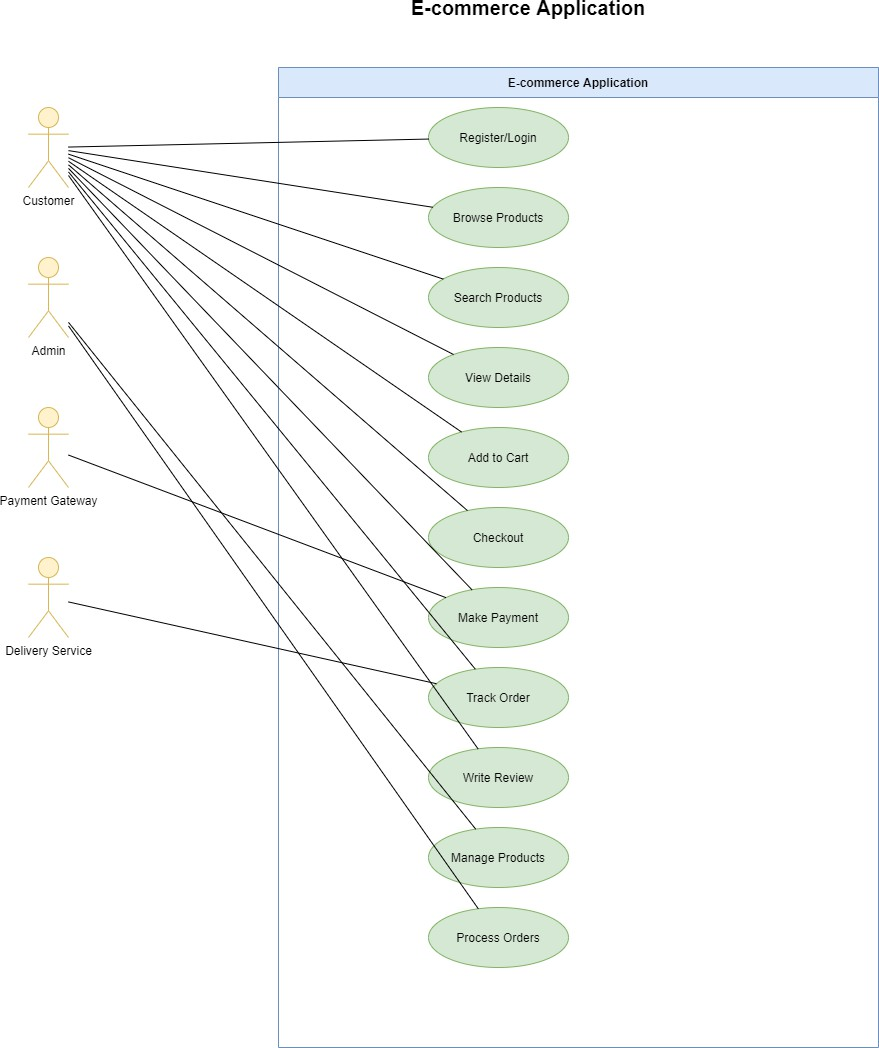 E-commerce Application
E-commerce Application
Register/Login
Customer
Browse Products
Search Products
Admin
View Details
Add to Cart
Payment Gateway
Checkout
Make Payment
Delivery Service
Track Order
Write Review
Manage Products
Process Orders